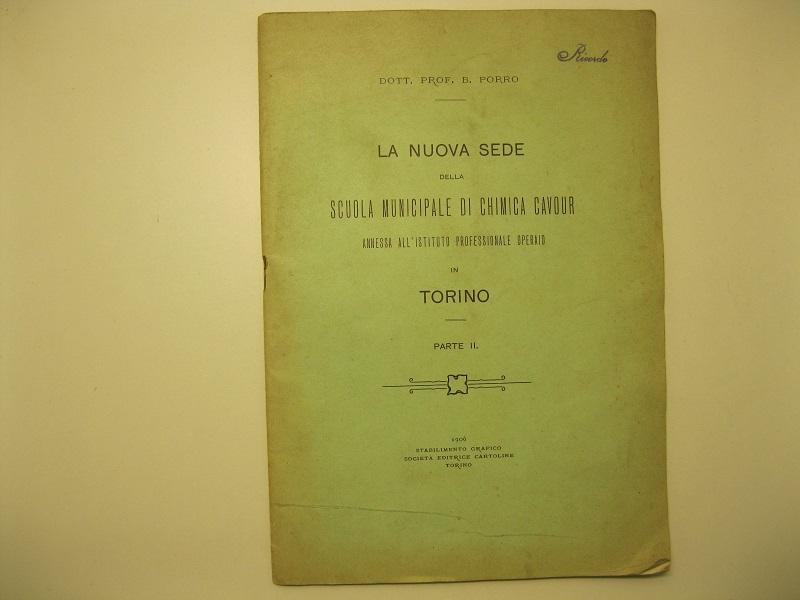 Ricordo
DOTT. PROF. B. PORRO
LA NUOVA SEDE
DELLA
SCUOLA MUNICIPALE DI CHIMICA CAVOUR
ANNESSA ALL'ISTITUTO PROFESSIONALE OPERAIO
IN
TORINO
PARTE II.
1906
STABILIMENTO GRAFICO
SOCIETÀ EDITRICE CARTOLINE
TORINO